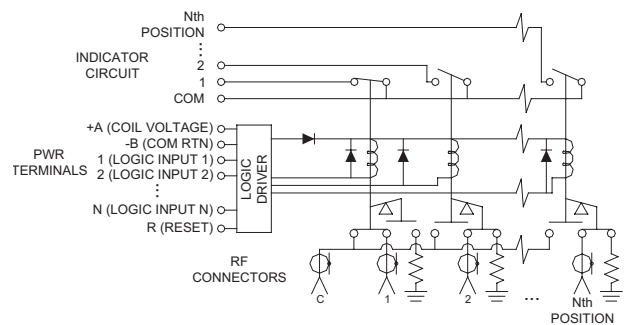 Nth
POSITION
INDICATOR
CIRCUIT
2
1
COM
+A (COIL VOLTAGE)
-B (COM RTN)
PWR
TERMINALS
1 (LOGIC INPUT 1)
2 (LOGIC INPUT 2)
N (LOGIC INPUT N)
R (RESET)
LOGIC
DRIVER
RF
CONNECTORS
C
1
2
...
Nth
POSITION